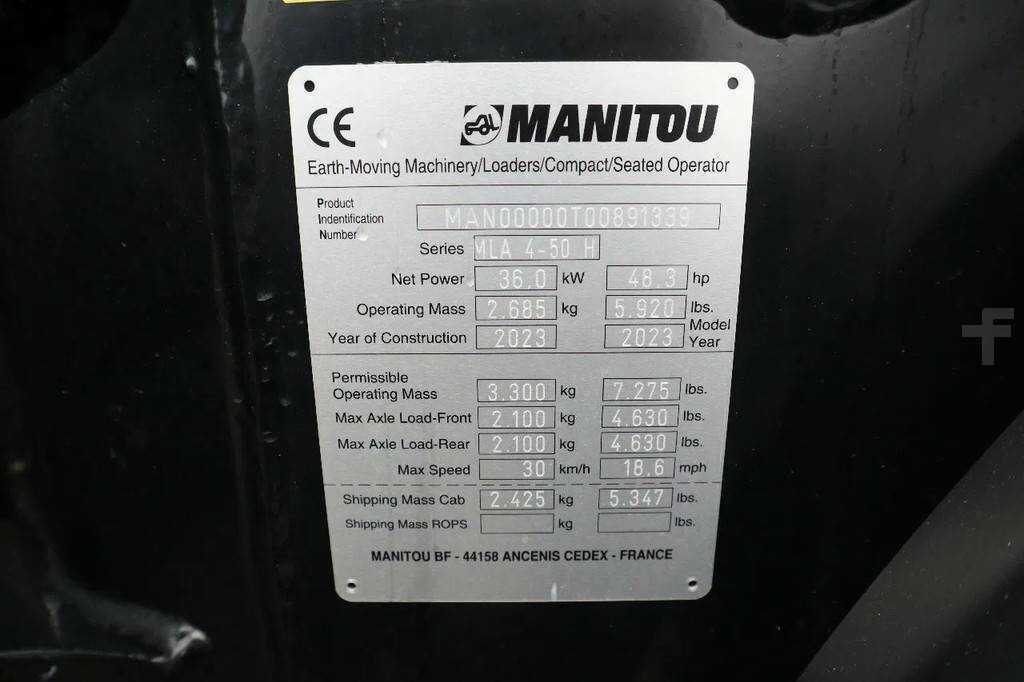 CE MANITOU
Earth-Moving Machinery/Loaders/Compact/Seated Operator
Product
Indentification
Number MAN00000T00891339
Series MLA 4-50 H
Net Power 36.0 kW 48.3 hp
Operating Mass 2.685 kg 5.920 lbs.
Year of Construction 2023 2023 Model Year
Permissible
Operating Mass 3.300 kg 7.275 lbs.
Max Axle Load-Front 2.100 kg 4.630 lbs.
Max Axle Load-Rear 2.100 kg 4.630 lbs.
Max Speed 30 km/h 18.6 mph
Shipping Mass Cab 2.425 kg 5.347 lbs.
Shipping Mass ROPS kg lbs.
MANITOU BF - 44158 ANCENIS CEDEX - FRANCE